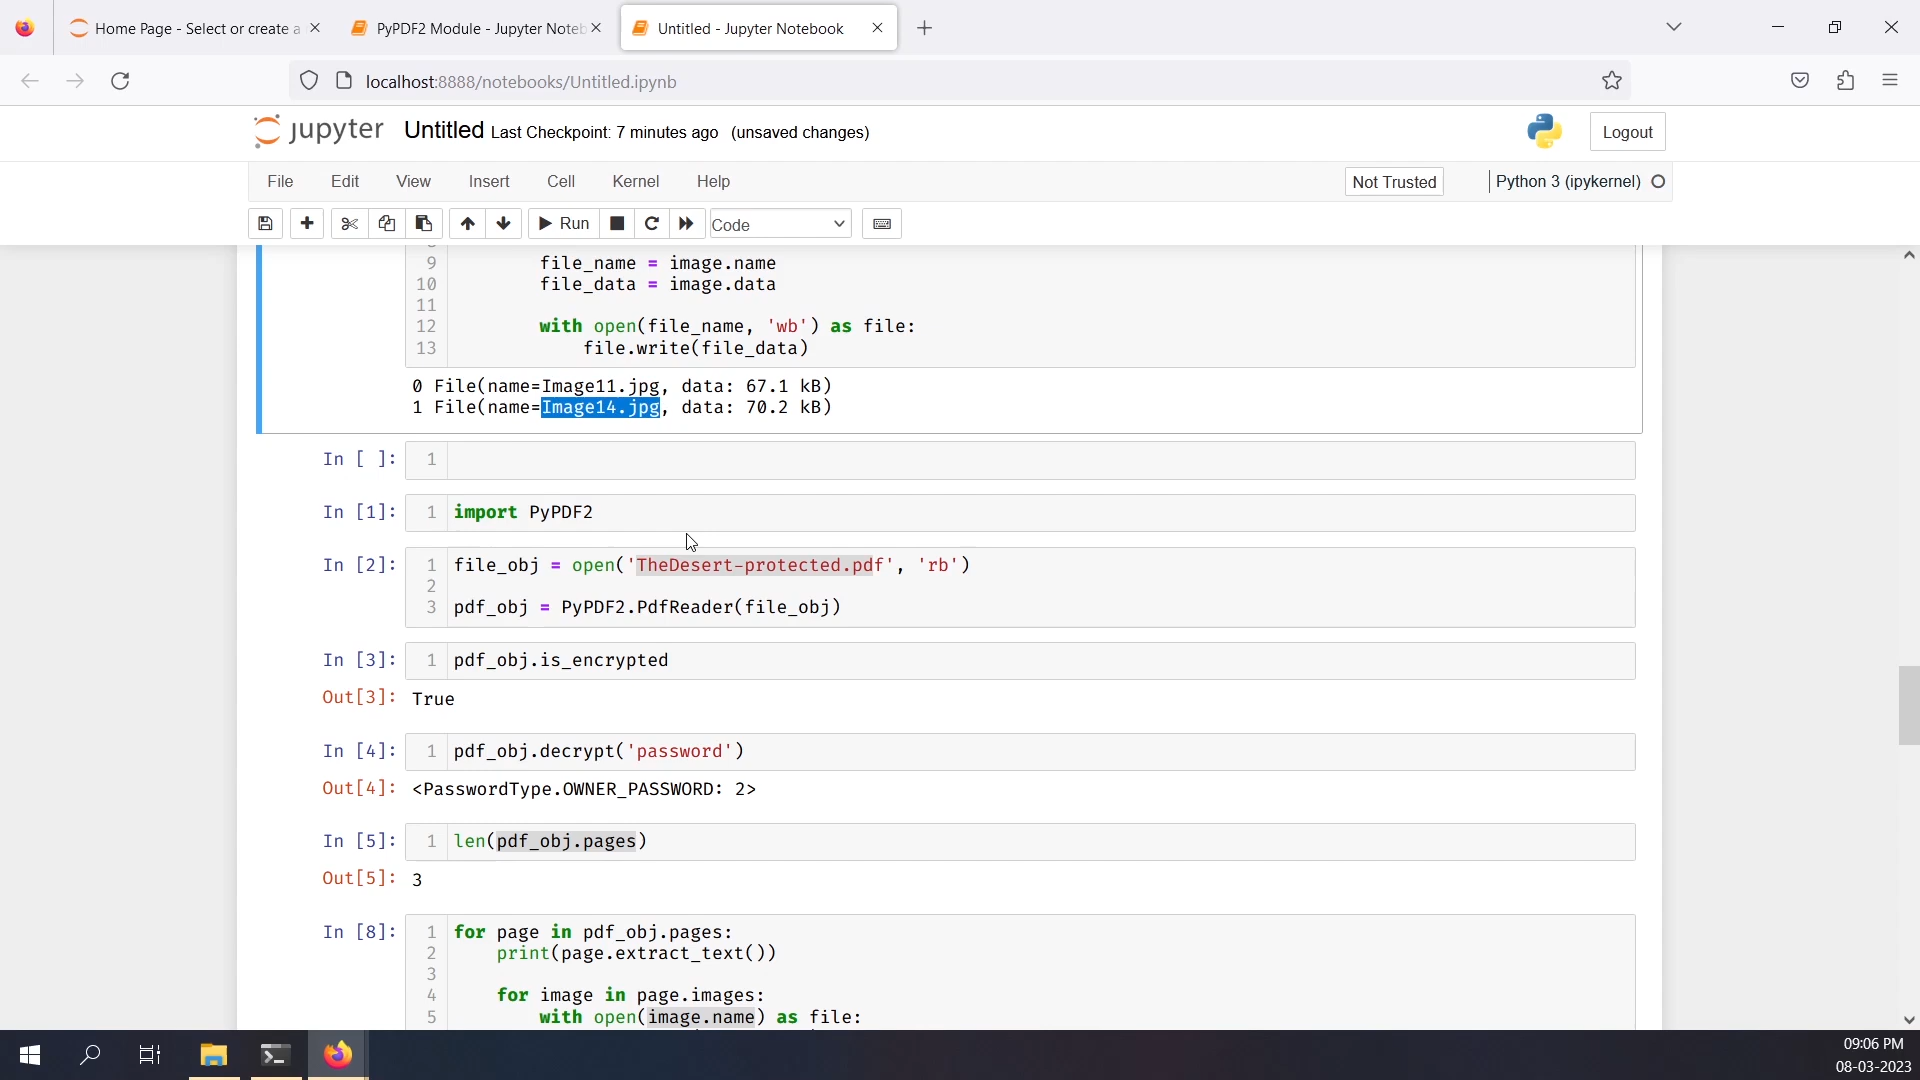 Home Page - Select or create a
PyPDF2 Module - Jupyter Noteb
Untitled - Jupyter Notebook
localhost:8888/notebooks/Untitled.ipynb
jupyter Untitled Last Checkpoint: 7 minutes ago (unsaved changes)
Logout
File Edit View Insert Cell Kernel Help
Not Trusted
Python 3 (ipykernel)
Run
Code
9 file_name = image.name
10 file_data = image.data
11
12 with open(file_name, 'wb') as file:
13 file.write(file_data)
0 File(name=Image11.jpg, data: 67.1 kB)
1 File(name=Image14.jpg, data: 70.2 kB)
In [ ]: 1
In [1]: 1 import PyPDF2
In [2]: 1 file_obj = open('TheDesert-protected.pdf', 'rb')
2
3 pdf_obj = PyPDF2.PdfReader(file_obj)
In [3]: 1 pdf_obj.is_encrypted
Out[3]: True
In [4]: 1 pdf_obj.decrypt('password')
Out[4]: <PasswordType.OWNER_PASSWORD: 2>
In [5]: 1 len(pdf_obj.pages)
Out[5]: 3
In [8]: 1 for page in pdf_obj.pages:
2 print(page.extract_text())
3
4 for image in page.images:
5 with open(image.name) as file:
09:06 PM
08-03-2023